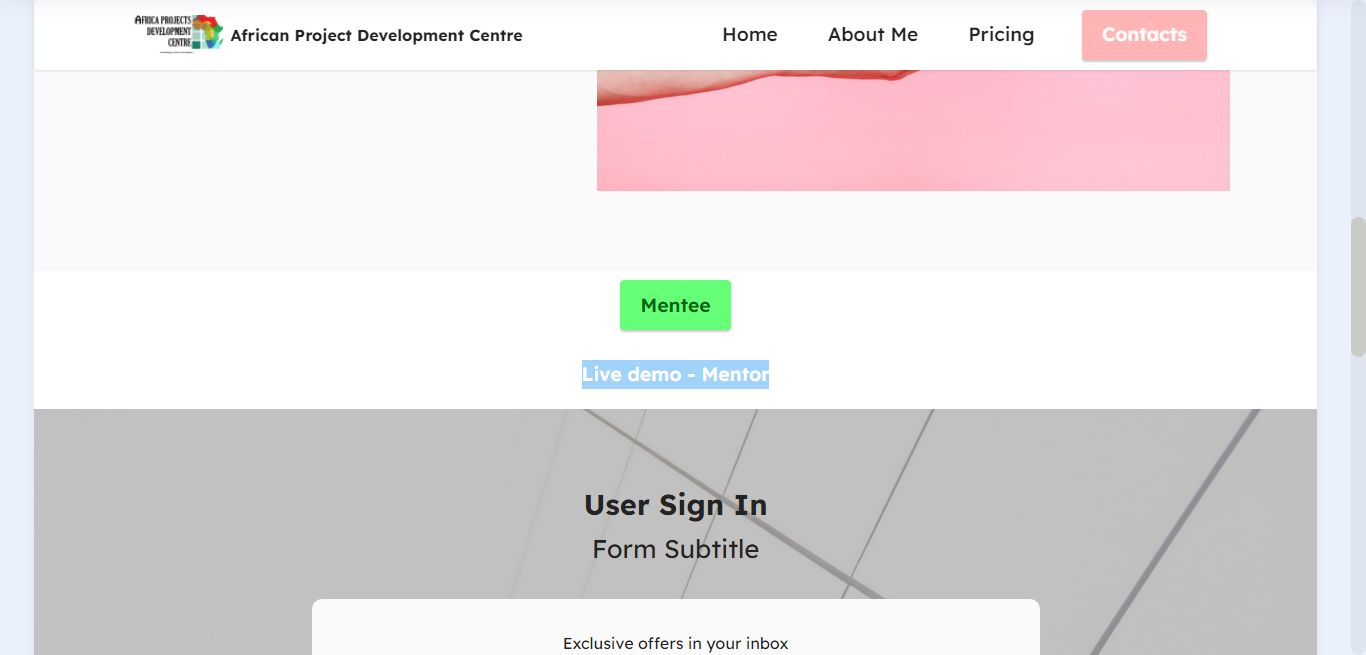 AFRICA PROJECTS
DEVELOPMENT
CENTRE
African Project Development Centre
Home
About Me
Pricing
Contacts
Mentee
Live demo - Mentor
User Sign In
Form Subtitle
Exclusive offers in your inbox